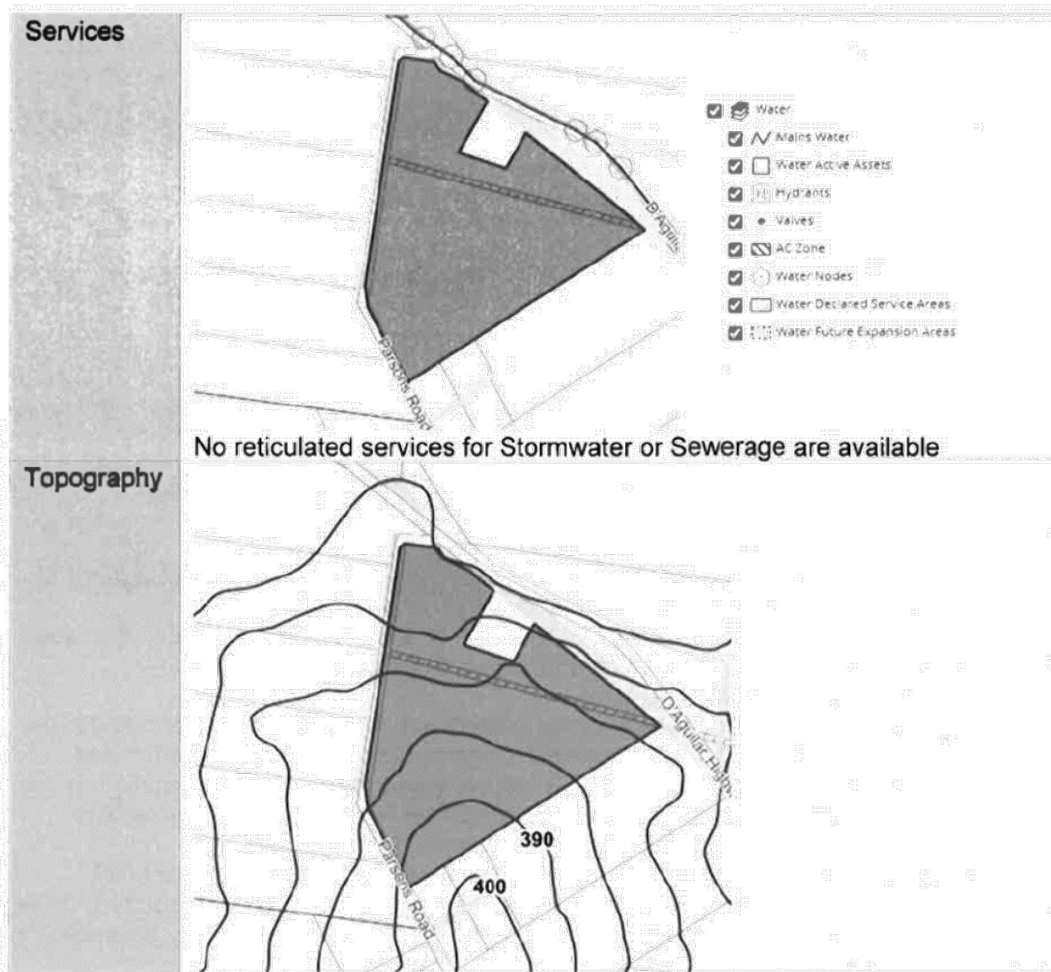 Services
Water
Mains Water
Water Active Assets
Hydrants
Valves
AC Zone
Water Nodes
Water Declared Service Areas
Water Future Expansion Areas
Parsons Road
No reticulated services for Stormwater or Sewerage are available
Topography
D'Aguilar High
390
400
Parsons Road